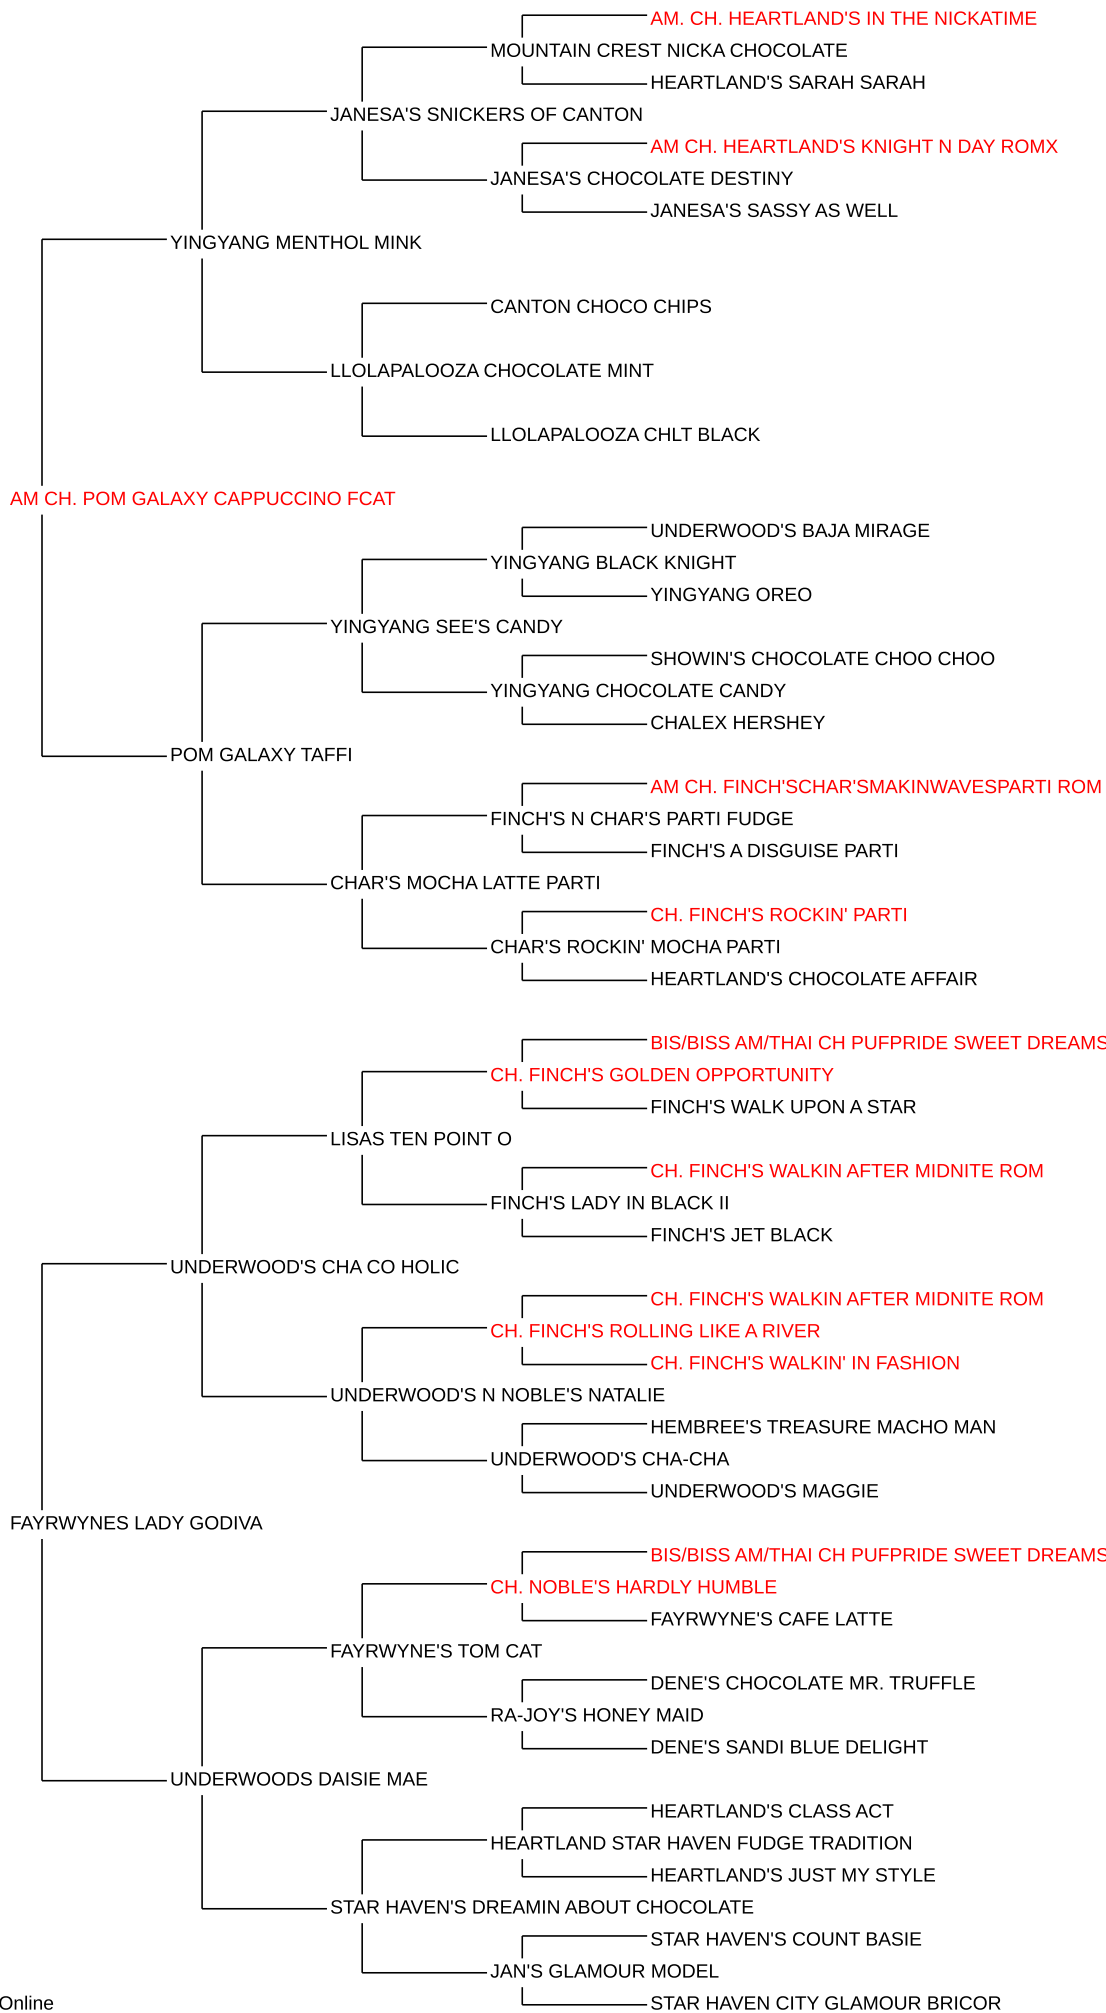 AM. CH. HEARTLAND'S IN THE NICKATIME
MOUNTAIN CREST NICKA CHOCOLATE
HEARTLAND'S SARAH SARAH
JANESA'S SNICKERS OF CANTON
AM CH. HEARTLAND'S KNIGHT N DAY ROMX
JANESA'S CHOCOLATE DESTINY
JANESA'S SASSY AS WELL
YINGYANG MENTHOL MINK
CANTON CHOCO CHIPS
LLOLAPALOOZA CHOCOLATE MINT
LLOLAPALOOZA CHLT BLACK
AM CH. POM GALAXY CAPPUCCINO FCAT
UNDERWOOD'S BAJA MIRAGE
YINGYANG BLACK KNIGHT
YINGYANG OREO
YINGYANG SEE'S CANDY
SHOWIN'S CHOCOLATE CHOO CHOO
YINGYANG CHOCOLATE CANDY
CHALEX HERSHEY
POM GALAXY TAFFI
AM CH. FINCH'SCHAR'SMAKINWAVESPARTI ROM
FINCH'S N CHAR'S PARTI FUDGE
FINCH'S A DISGUISE PARTI
CHAR'S MOCHA LATTE PARTI
CH. FINCH'S ROCKIN' PARTI
CHAR'S ROCKIN' MOCHA PARTI
HEARTLAND'S CHOCOLATE AFFAIR
BIS/BISS AM/THAI CH PUFPRIDE SWEET DREAMS
CH. FINCH'S GOLDEN OPPORTUNITY
FINCH'S WALK UPON A STAR
LISAS TEN POINT O
CH. FINCH'S WALKIN AFTER MIDNITE ROM
FINCH'S LADY IN BLACK II
FINCH'S JET BLACK
UNDERWOOD'S CHA CO HOLIC
CH. FINCH'S WALKIN AFTER MIDNITE ROM
CH. FINCH'S ROLLING LIKE A RIVER
CH. FINCH'S WALKIN' IN FASHION
UNDERWOOD'S N NOBLE'S NATALIE
HEMBREE'S TREASURE MACHO MAN
UNDERWOOD'S CHA-CHA
UNDERWOOD'S MAGGIE
FAYRWYNES LADY GODIVA
BIS/BISS AM/THAI CH PUFPRIDE SWEET DREAMS
CH. NOBLE'S HARDLY HUMBLE
FAYRWYNE'S CAFE LATTE
FAYRWYNE'S TOM CAT
DENE'S CHOCOLATE MR. TRUFFLE
RA-JOY'S HONEY MAID
DENE'S SANDI BLUE DELIGHT
UNDERWOODS DAISIE MAE
HEARTLAND'S CLASS ACT
HEARTLAND STAR HAVEN FUDGE TRADITION
HEARTLAND'S JUST MY STYLE
STAR HAVEN'S DREAMIN ABOUT CHOCOLATE
STAR HAVEN'S COUNT BASIE
JAN'S GLAMOUR MODEL
STAR HAVEN CITY GLAMOUR BRICOR
Online